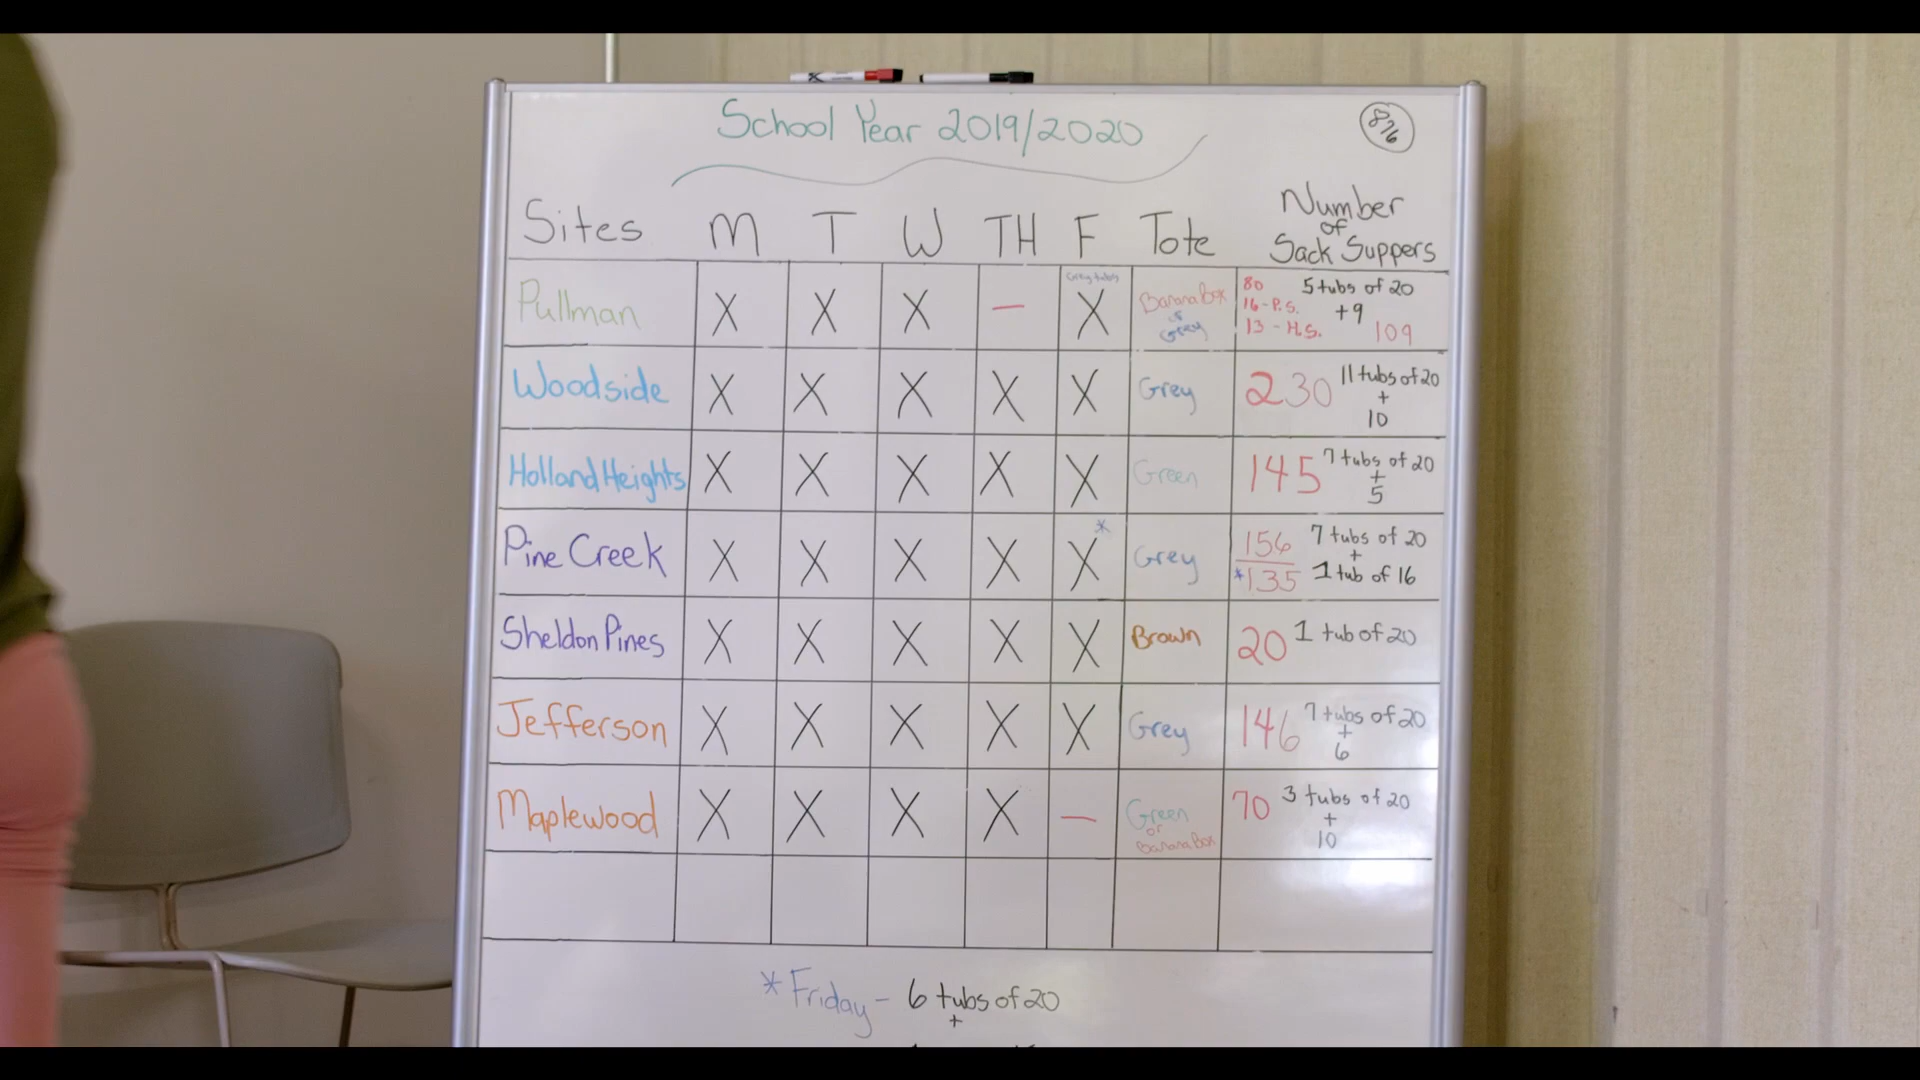 School Year 2019/2020
876
Sites M T W TH F Tote Number of Sack Suppers
Pullman X X X — Grey tubs X Banana Box or Grey 80 16-P.S. 13-H.S. 5 tubs of 20 +9 109
Woodside X X X X X Grey 230 11 tubs of 20 + 10
Holland Heights X X X X X Green 145 7 tubs of 20 + 5
Pine Creek X X X X X * Grey 156 *135 7 tubs of 20 + 1 tub of 16
Sheldon Pines X X X X X Brown 20 1 tub of 20
Jefferson X X X X X Grey 146 7 tubs of 20 + 6
Maplewood X X X X — Green or Banana Box 70 3 tubs of 20 + 10
*Friday - 6 tubs of 20
+